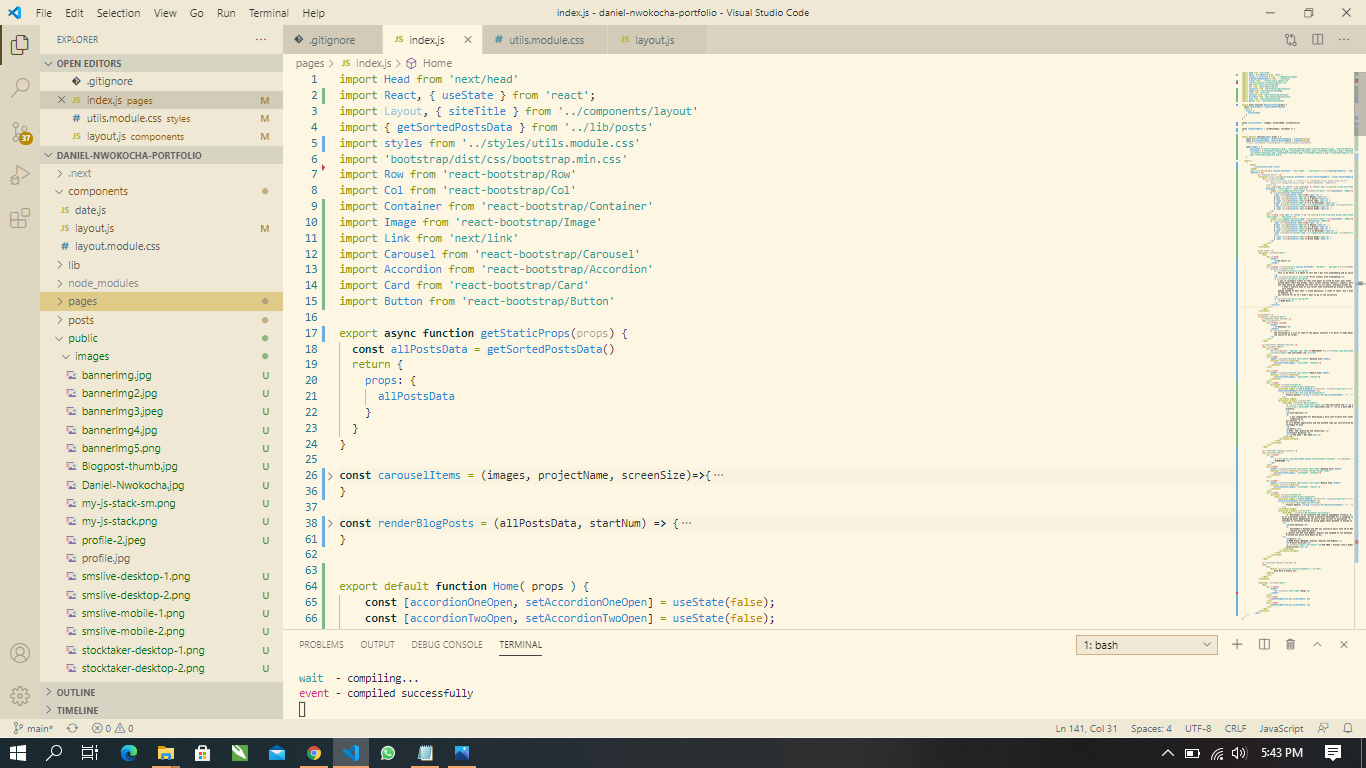 File Edit Selection View Go Run Terminal Help index.js - daniel-nwokocha-portfolio - Visual Studio Code
EXPLORER ...
OPEN EDITORS
.gitignore
index.js pages M
utils.module.css styles M
layout.js components M
DANIEL-NWOKOCHA-PORTFOLIO
.next
components
date.js
layout.js M
layout.module.css
lib
node_modules
pages
posts
public
images
bannerImg.jpg U
bannerImg2.jpg U
bannerImg3.jpeg U
bannerImg4.jpg U
bannerImg5.png U
Blogpost-thumb.jpg U
Daniel-Nwokocha.jpg U
my-js-stack-sm.png U
my-js-stack.png U
profile-2.jpeg U
profile.jpg
smslive-desktop-1.png U
smslive-desktop-2.png U
smslive-mobile-1.png U
smslive-mobile-2.png U
stocktaker-desktop-1.png U
stocktaker-desktop-2.png U
OUTLINE
TIMELINE
37
.gitignore index.js utils.module.css layout.js
pages > index.js > Home
1 import Head from 'next/head'
2 import React, { useState } from 'react';
3 import Layout, { siteTitle } from '../components/layout'
4 import { getSortedPostsData } from '../lib/posts'
5 import styles from '../styles/utils.module.css'
6 import 'bootstrap/dist/css/bootstrap.min.css'
7 import Row from 'react-bootstrap/Row'
8 import Col from 'react-bootstrap/Col'
9 import Container from 'react-bootstrap/Container'
10 import Image from 'react-bootstrap/Image'
11 import Link from 'next/link'
12 import Carousel from 'react-bootstrap/Carousel'
13 import Accordion from 'react-bootstrap/Accordion'
14 import Card from 'react-bootstrap/Card'
15 import Button from 'react-bootstrap/Button'
16
17 export async function getStaticProps(props) {
18 const allPostsData = getSortedPostsData()
19 return {
20 props: {
21 allPostsData
22 }
23 }
24 }
25
26 const carouselItems = (images, projectName, screenSize)=>{ ...
36 }
37
38 const renderBlogPosts = (allPostsData, startNum) => { ...
61 }
62
63
64 export default function Home( props ) {
65 const [accordionOneOpen, setAccordionOneOpen] = useState(false);
66 const [accordionTwoOpen, setAccordionTwoOpen] = useState(false);
PROBLEMS OUTPUT DEBUG CONSOLE TERMINAL 1: bash
wait - compiling...
event - compiled successfully
main* 0 0 Ln 141, Col 31 Spaces: 4 UTF-8 CRLF JavaScript
5:43 PM